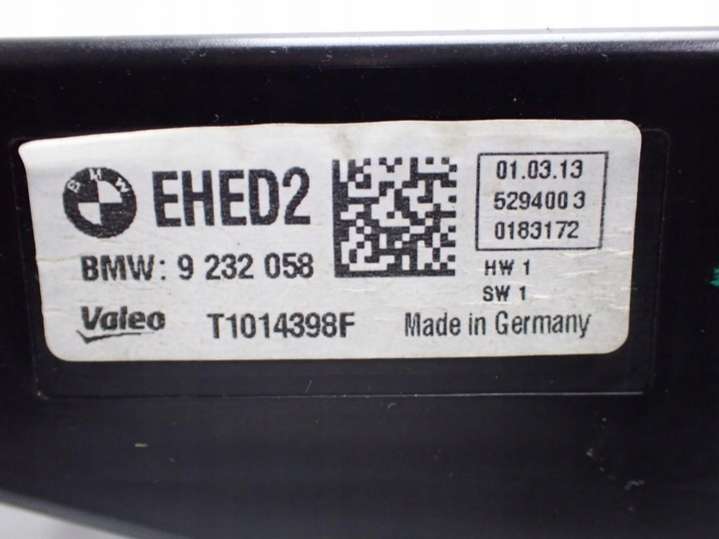 BMW
EHED2
01.03.13
5294003
0183172
BMW: 9 232 058
HW 1
SW 1
Valeo
T1014398F
Made in Germany